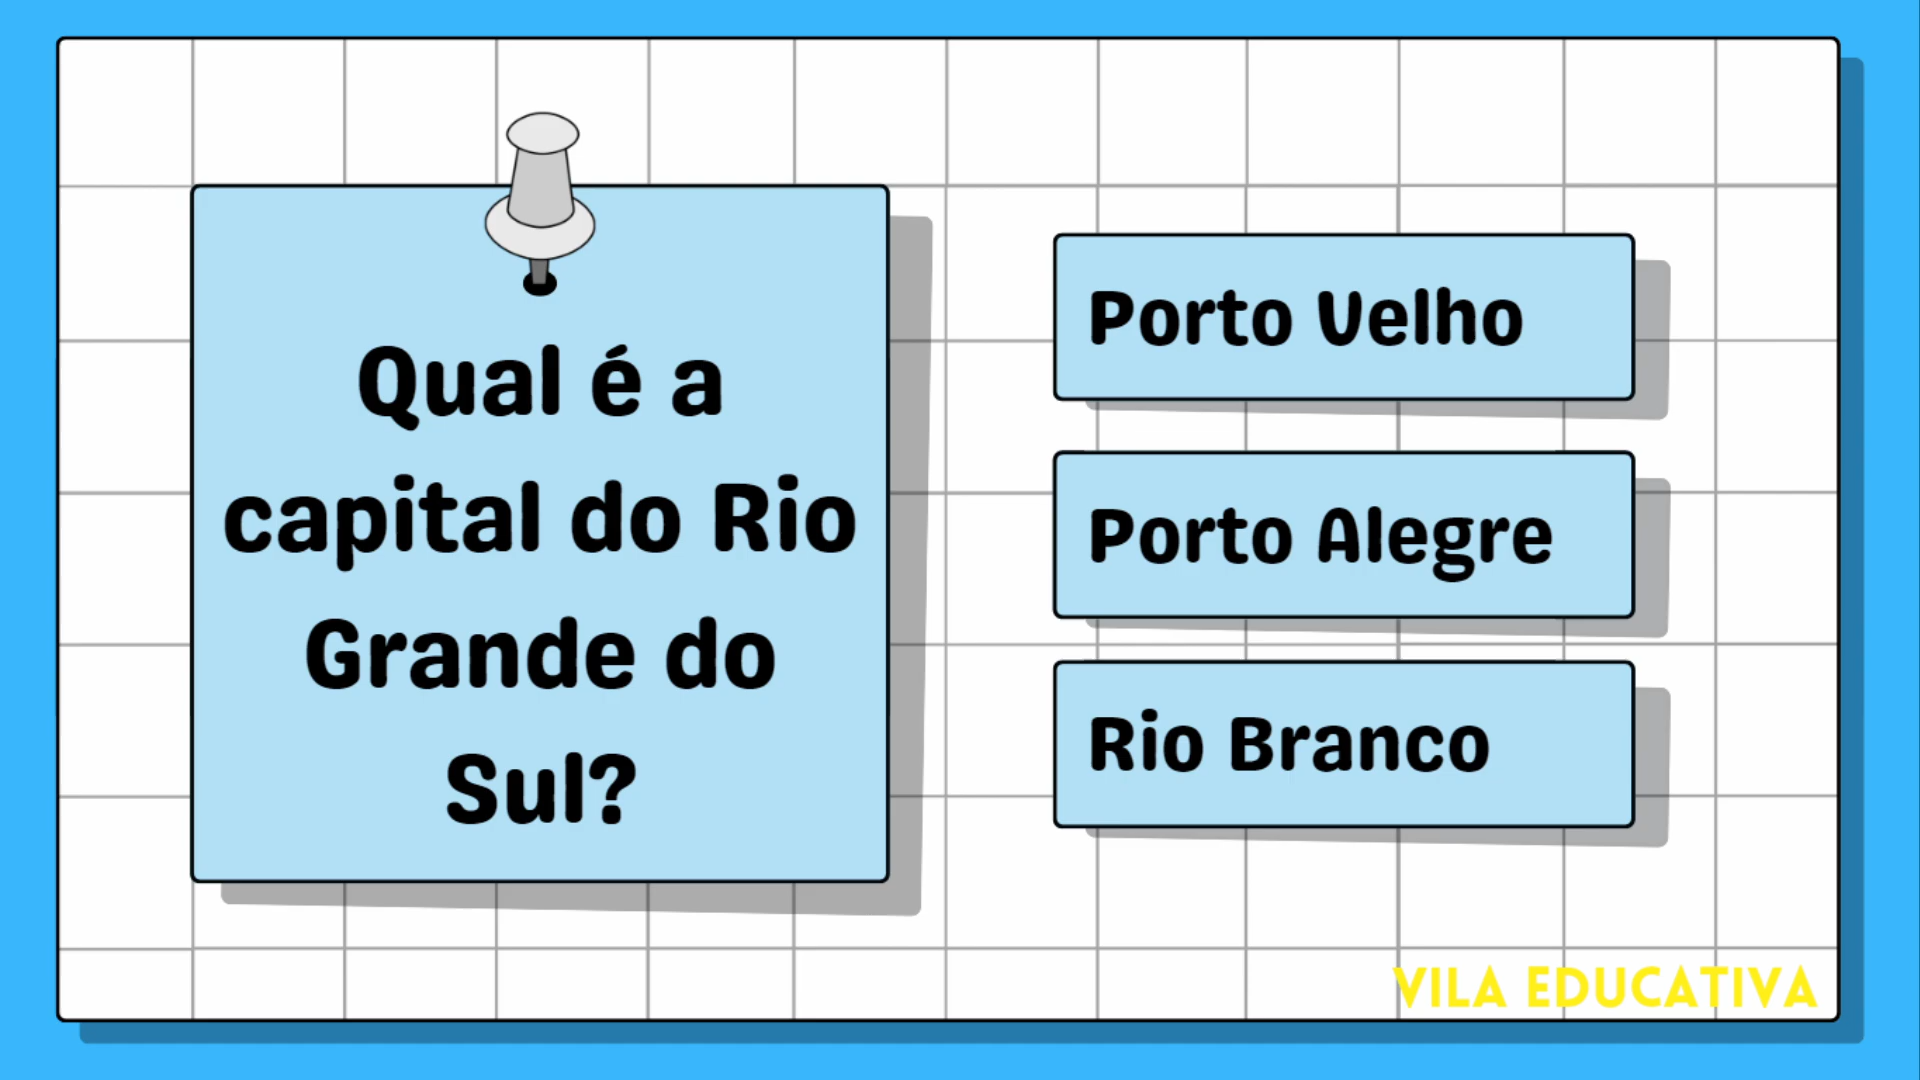 Qual é a
capital do Rio
Grande do
Sul?
Porto Velho
Porto Alegre
Rio Branco
VILA EDUCATIVA